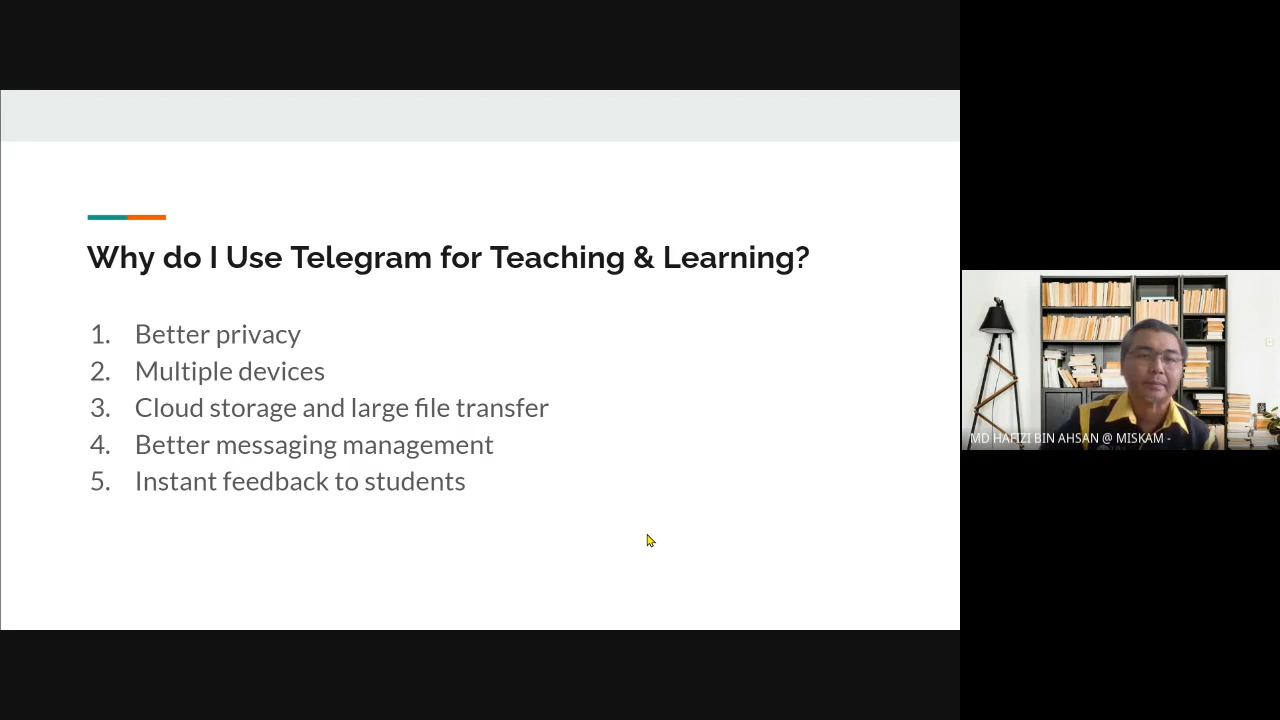 Why do I Use Telegram for Teaching & Learning?
1. Better privacy
2. Multiple devices
3. Cloud storage and large file transfer
4. Better messaging management
5. Instant feedback to students
MD HAFIZI BIN AHSAN @ MISKAM -